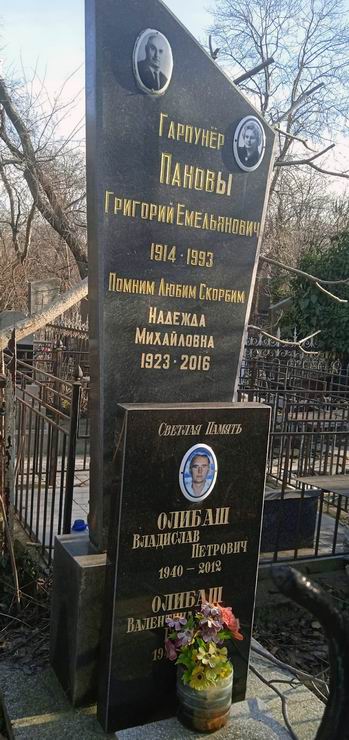 Гарпунёр
Пановы
Григорий Емельянович
1914 · 1993
Помним Любим Скорбим
Надежда
Михайловна
1923 · 2016
Светлая Память
ОЛИБАШ
Владислав
Петрович
1940 – 2012
ОЛИБАШ